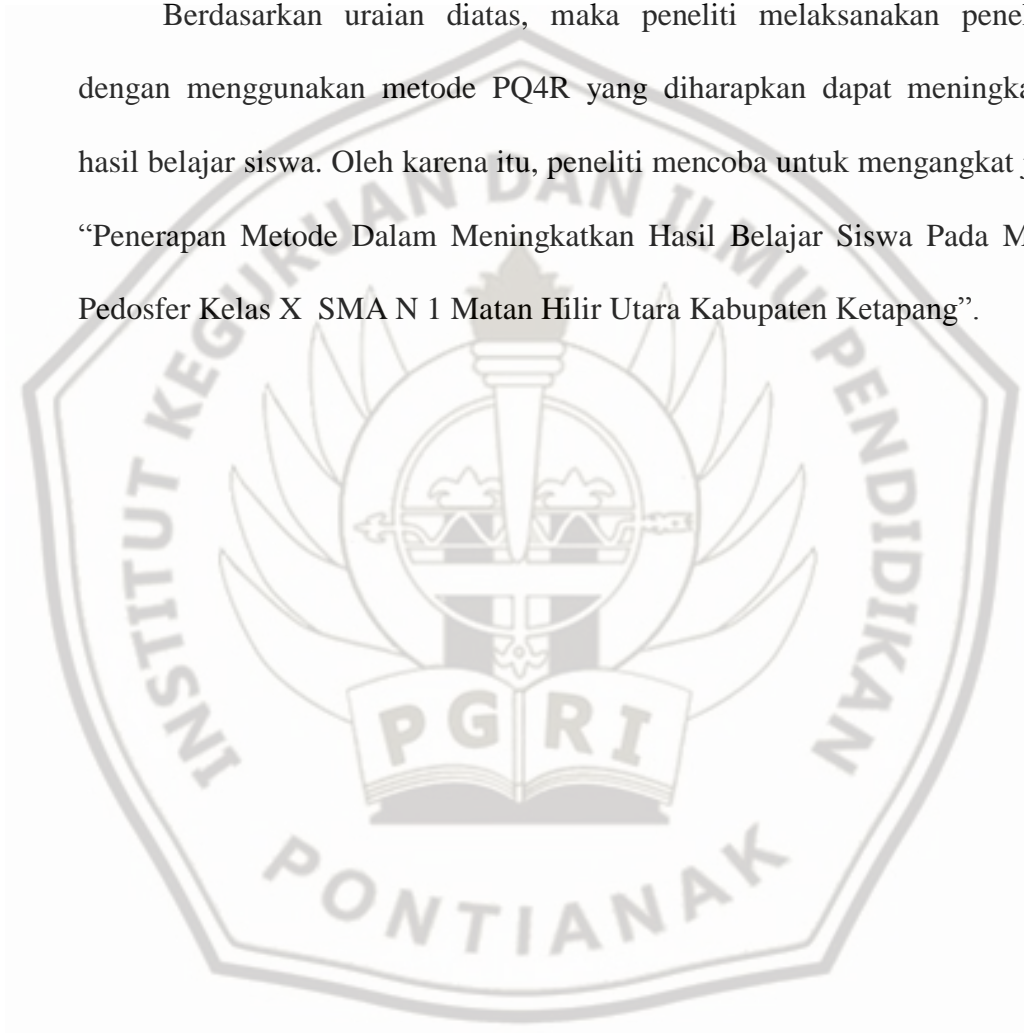 Berdasarkan uraian diatas, maka peneliti melaksanakan
dengan menggunakan metode PQ4R yang diharapkan dapat
hasil belajar siswa. Oleh karena itu, peneliti mencoba untuk mengangkat
“Penerapan Metode Dalam Meningkatkan Hasil Belajar Siswa Pada
Pedosfer Kelas X SMA N 1 Matan Hilir Utara Kabupaten Ketapang”.
INSTITUT KEGURUAN DAN ILMU PENDIDIKAN
PGRI
PONTIANAK